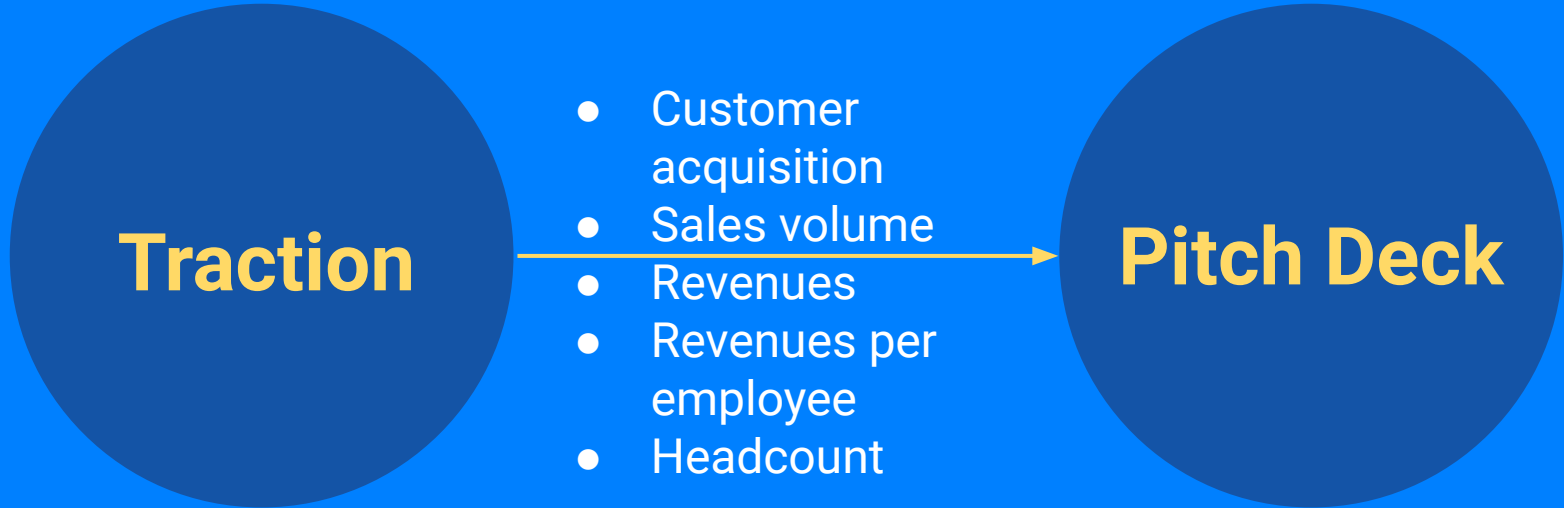 Traction
● Customer
acquisition
● Sales volume
● Revenues
● Revenues per
employee
● Headcount
Pitch Deck